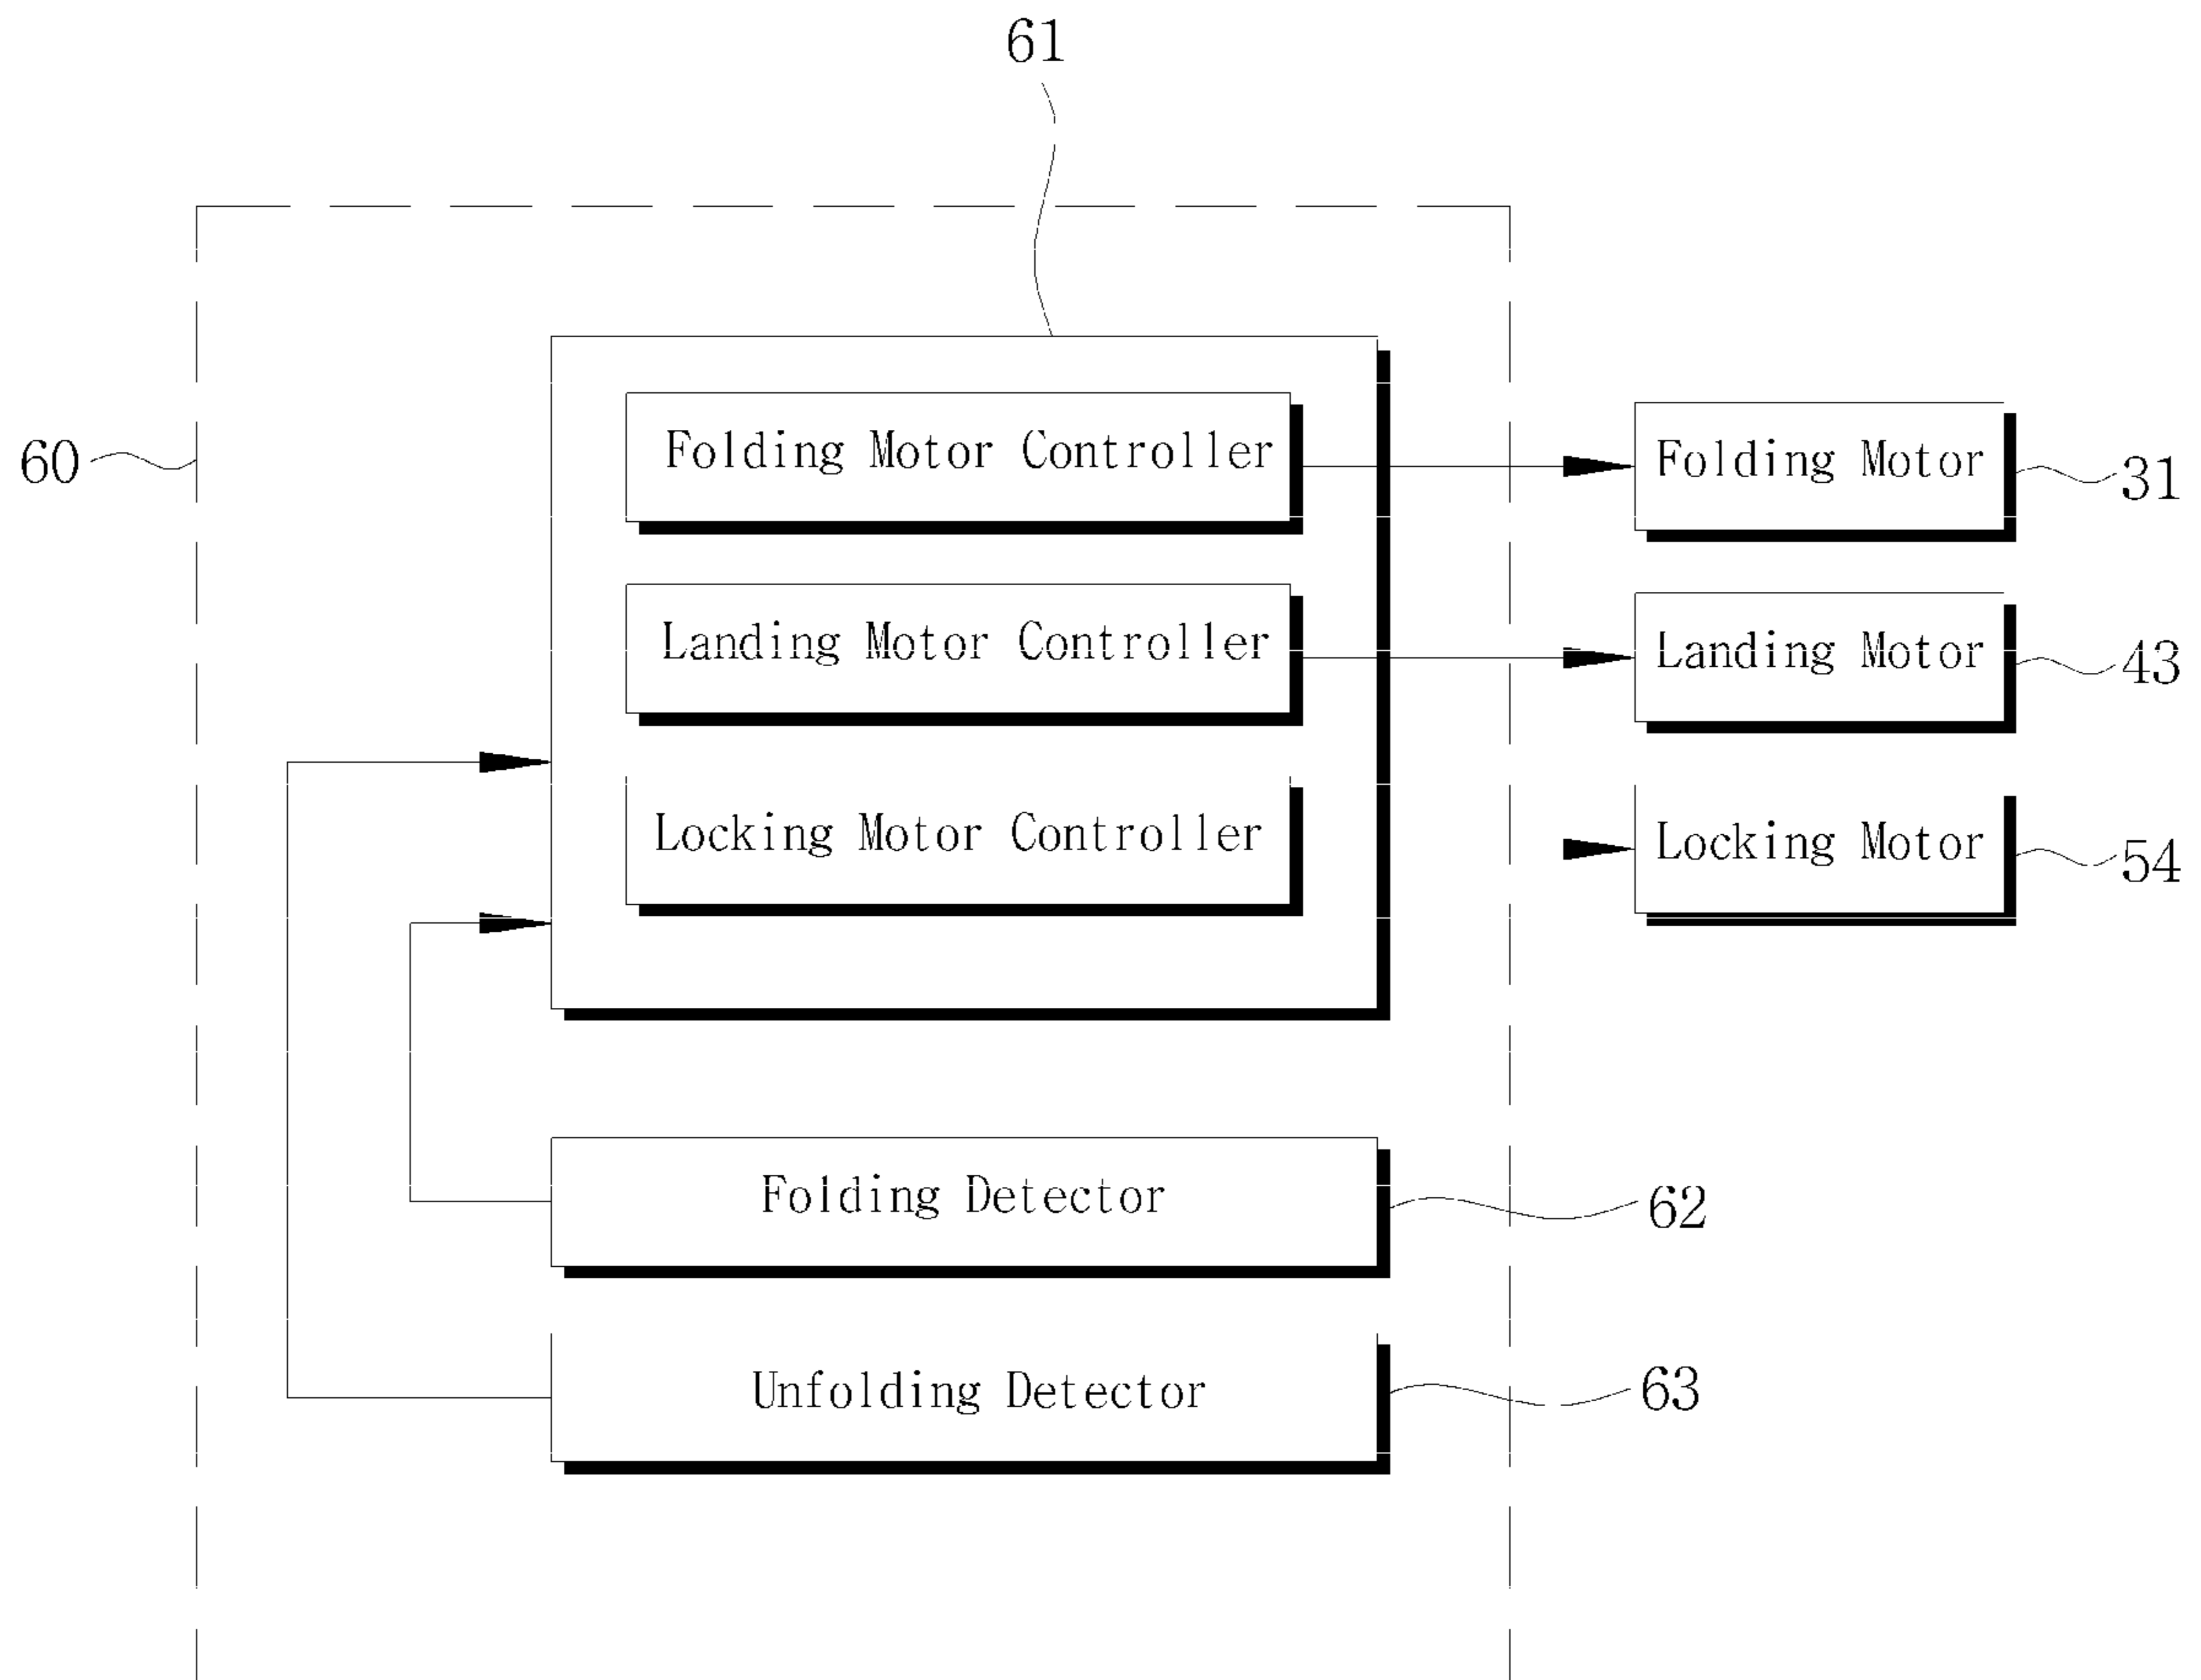 61
60
Folding Motor Controller
Folding Motor
31
Landing Motor Controller
Landing Motor
43
Locking Motor Controller
Locking Motor
54
Folding Detector
62
Unfolding Detector
63